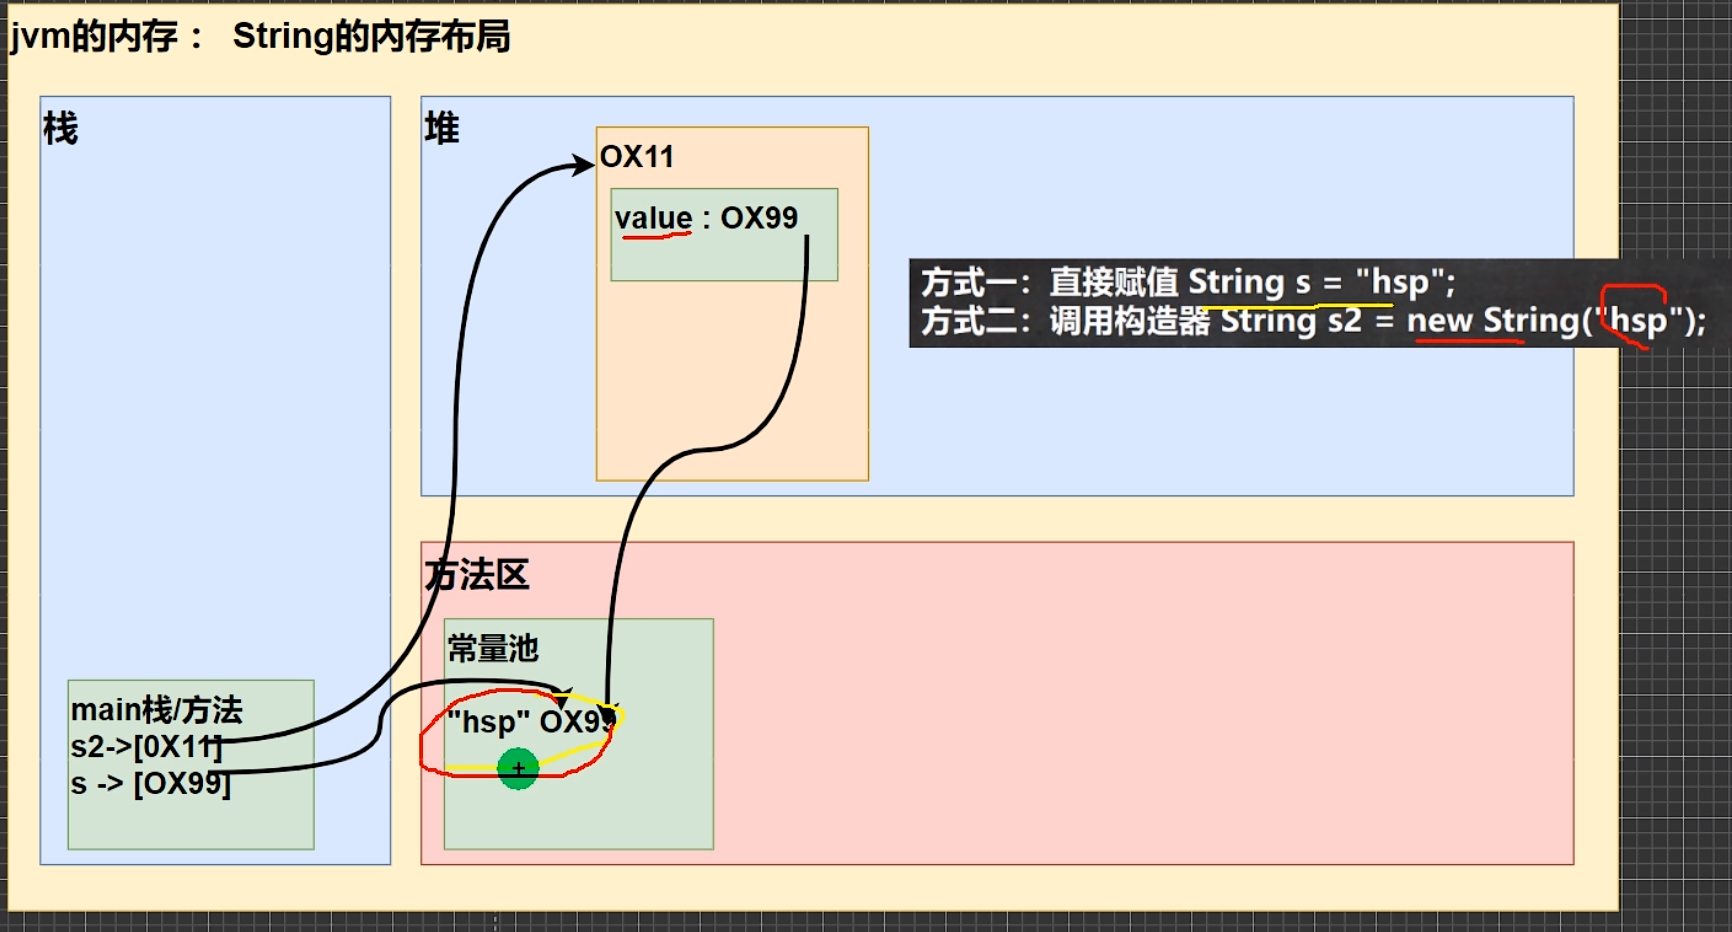 jvm的内存： String的内存布局
栈
堆
OX11
value : OX99
方式一：直接赋值 String s = "hsp";
方式二：调用构造器 String s2 = new String("hsp");
方法区
常量池
"hsp" OX99
main栈/方法
s2->[0X11]
s -> [OX99]